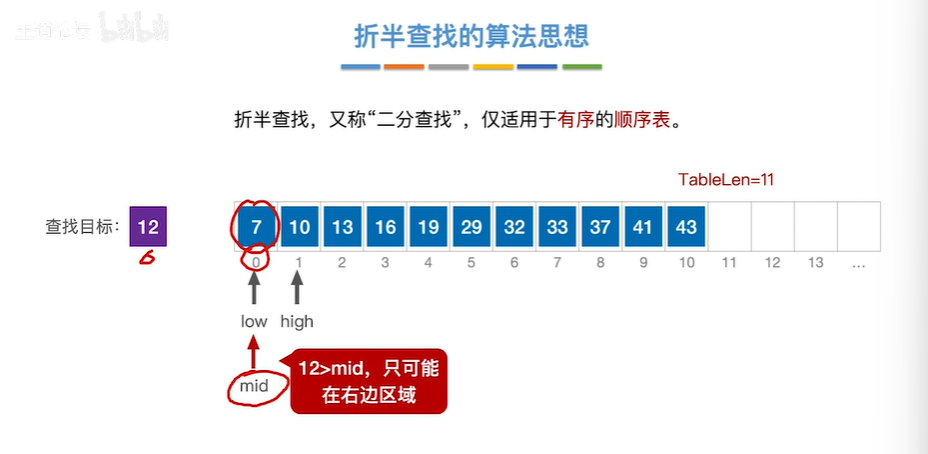 王道论坛 bilibili
折半查找的算法思想
折半查找，又称“二分查找”，仅适用于有序的顺序表。
TableLen=11
查找目标： 12 7 10 13 16 19 29 32 33 37 41 43
6 0 1 2 3 4 5 6 7 8 9 10 11 12 13 ...
low high
mid
12>mid，只可能
在右边区域